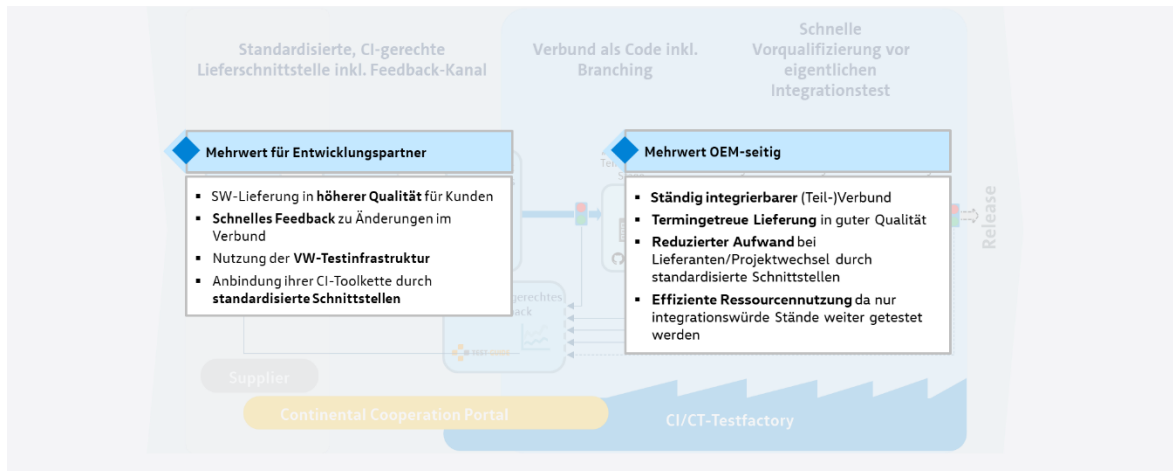 Standardisierte, CI-gerechte
Lieferschnittstelle inkl. Feedback-Kanal
Verbund als Code inkl.
Branching
Schnelle
Vorqualifizierung vor
eigentlichen
Integrationstest
Mehrwert für Entwicklungspartner
▪ SW-Lieferung in höherer Qualität für Kunden
▪ Schnelles Feedback zu Änderungen im
Verbund
▪ Nutzung der VW-Testinfrastruktur
▪ Anbindung ihrer CI-Toolkette durch
standardisierte Schnittstellen
Mehrwert OEM-seitig
▪ Ständig integrierbarer (Teil-)Verbund
▪ Termingetreue Lieferung in guter Qualität
▪ Reduzierter Aufwand bei
Lieferanten/Projektwechsel durch
standardisierte Schnittstellen
▪ Effiziente Ressourcennutzung da nur
integrationswürde Stände weiter getestet
werden
Release
Supplier
Continental Cooperation Portal
CI/CT-Testfactory